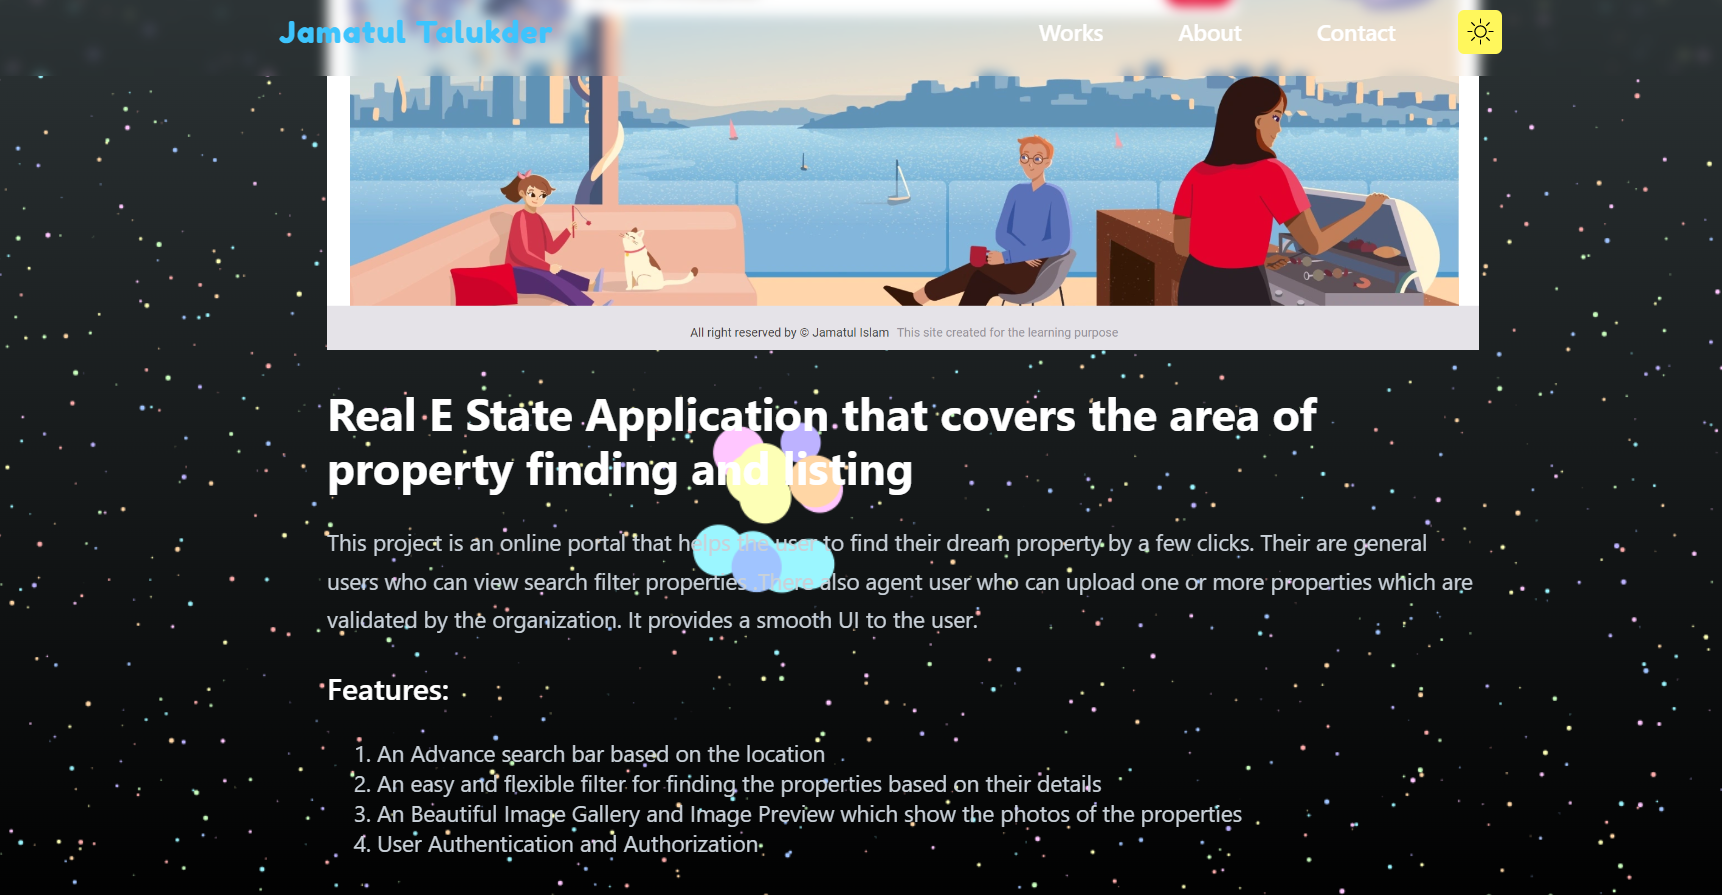 Jamatul Talukder
Works
About
Contact
All right reserved by © Jamatul Islam This site created for the learning purpose
Real E State Application that covers the area of
property finding and listing
This project is an online portal that helps the user to find their dream property by a few clicks. Their are general
users who can view search filter properties. There also agent user who can upload one or more properties which are
validated by the organization. It provides a smooth UI to the user.
Features:
1. An Advance search bar based on the location
2. An easy and flexible filter for finding the properties based on their details
3. An Beautiful Image Gallery and Image Preview which show the photos of the properties
4. User Authentication and Authorization